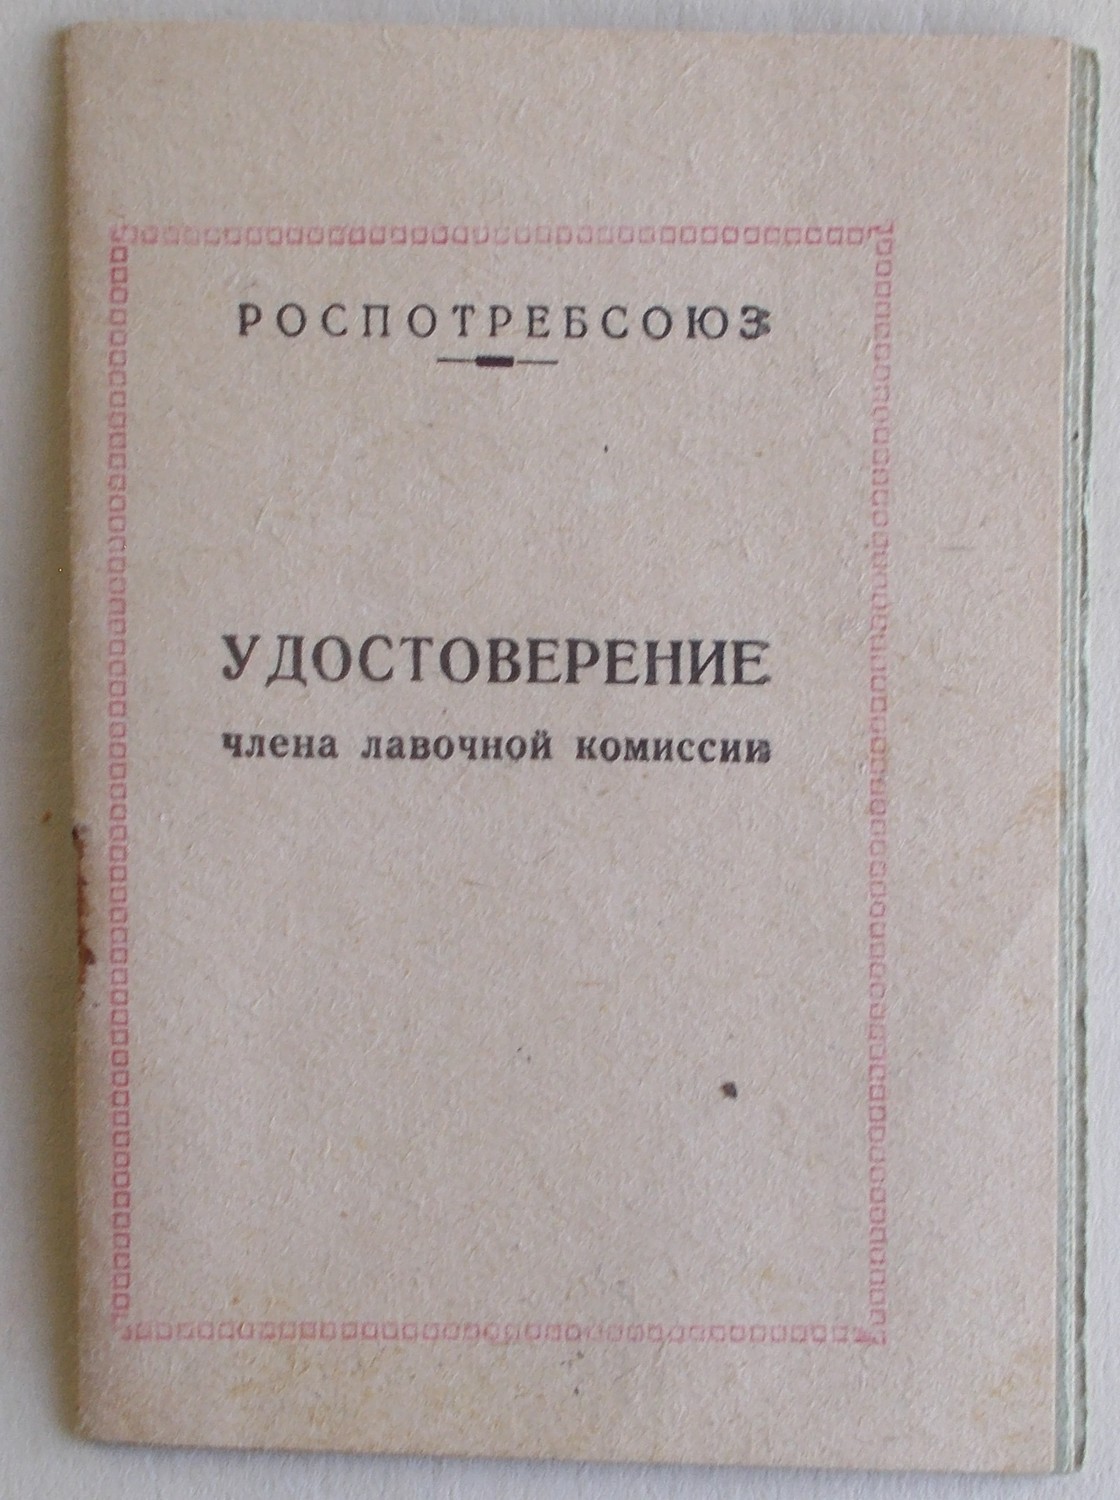 РОСПОТРЕБСОЮЗ
УДОСТОВЕРЕНИЕ
члена лавочной комиссии